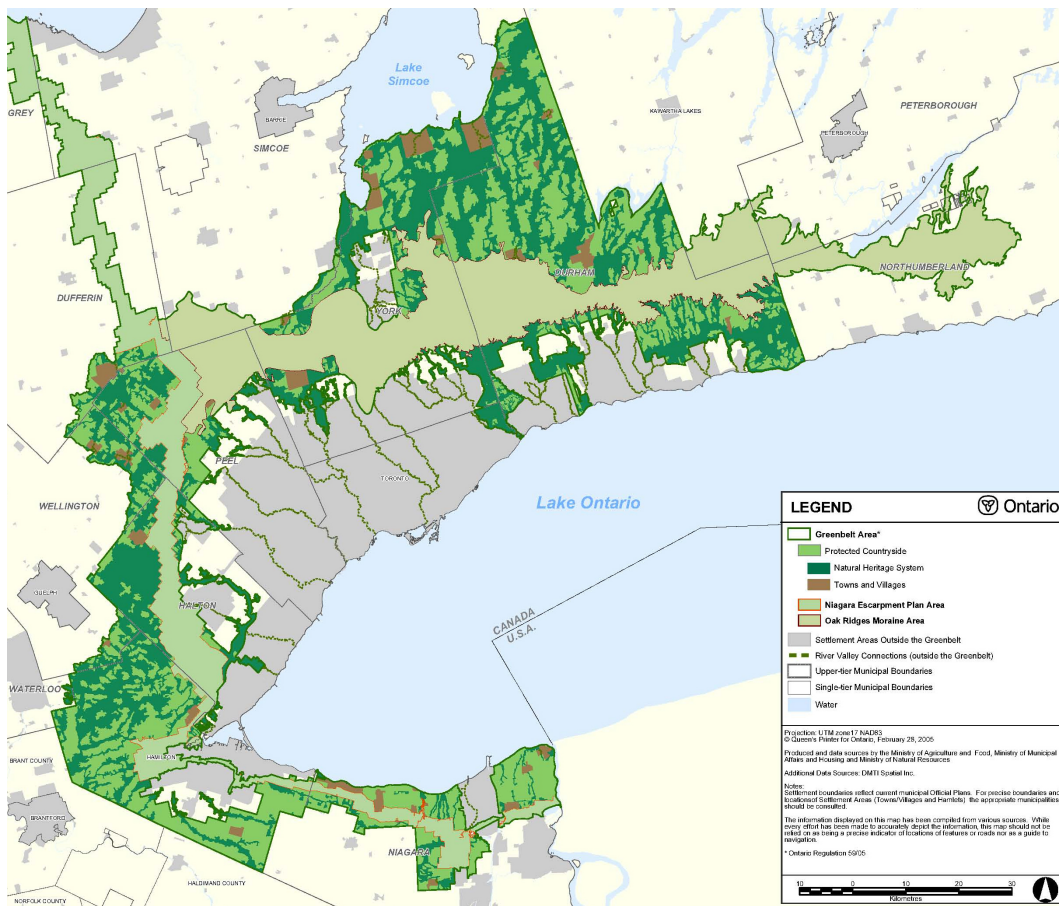 Lake
Simcoe
GREY
BARRIE
SIMCOE
KAWARTHA LAKES
PETERBOROUGH
PETERBOROUGH
DUFFERIN
DURHAM
NORTHUMBERLAND
YORK
PEEL
TORONTO
WELLINGTON
Lake Ontario
GUELPH
HALTON
CANADA
U.S.A.
WATERLOO
HAMILTON
BRANT COUNTY
BRANTFORD
NIAGARA
HALDIMAND COUNTY
NORFOLK COUNTY
LEGEND
Ontario
Greenbelt Area*
Protected Countryside
Natural Heritage System
Towns and Villages
Niagara Escarpment Plan Area
Oak Ridges Moraine Area
Settlement Areas Outside the Greenbelt
River Valley Connections (outside the Greenbelt)
Upper-tier Municipal Boundaries
Single-tier Municipal Boundaries
Water
Projection: UTM zone17 NAD83
© Queen's Printer for Ontario, February 28, 2005
Produced and data sources by the Ministry of Agriculture and Food, Ministry of Municipal
Affairs and Housing and Ministry of Natural Resources
Additional Data Sources: DMTI Spatial Inc.
Notes:
Settlement boundaries reflect current municipal Official Plans. For precise boundaries and
locations of Settlement Areas (Towns/Villages and Hamlets) the appropriate municipalities
should be consulted.
The information displayed on this map has been compiled from various sources. While
every effort has been made to accurately depict the information, this map should not be
relied on as being a precise indicator of locations of features or roads nor as a guide to
navigation.
* Ontario Regulation 59/05
10 0 10 20 30
Kilometres